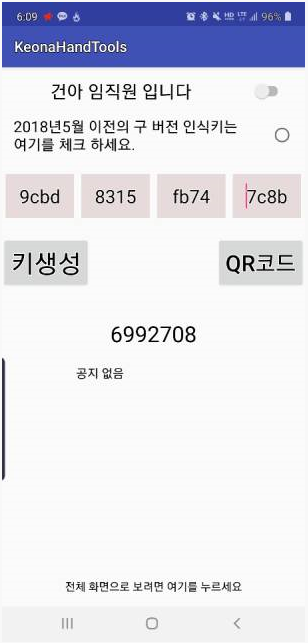 6:09 96%
KeonaHandTools
건아 임직원 입니다
2018년5월 이전의 구 버전 인식키는
여기를 체크 하세요.
9cbd 8315 fb74 7c8b
키생성 QR코드
6992708
공지 없음
전체 화면으로 보려면 여기를 누르세요